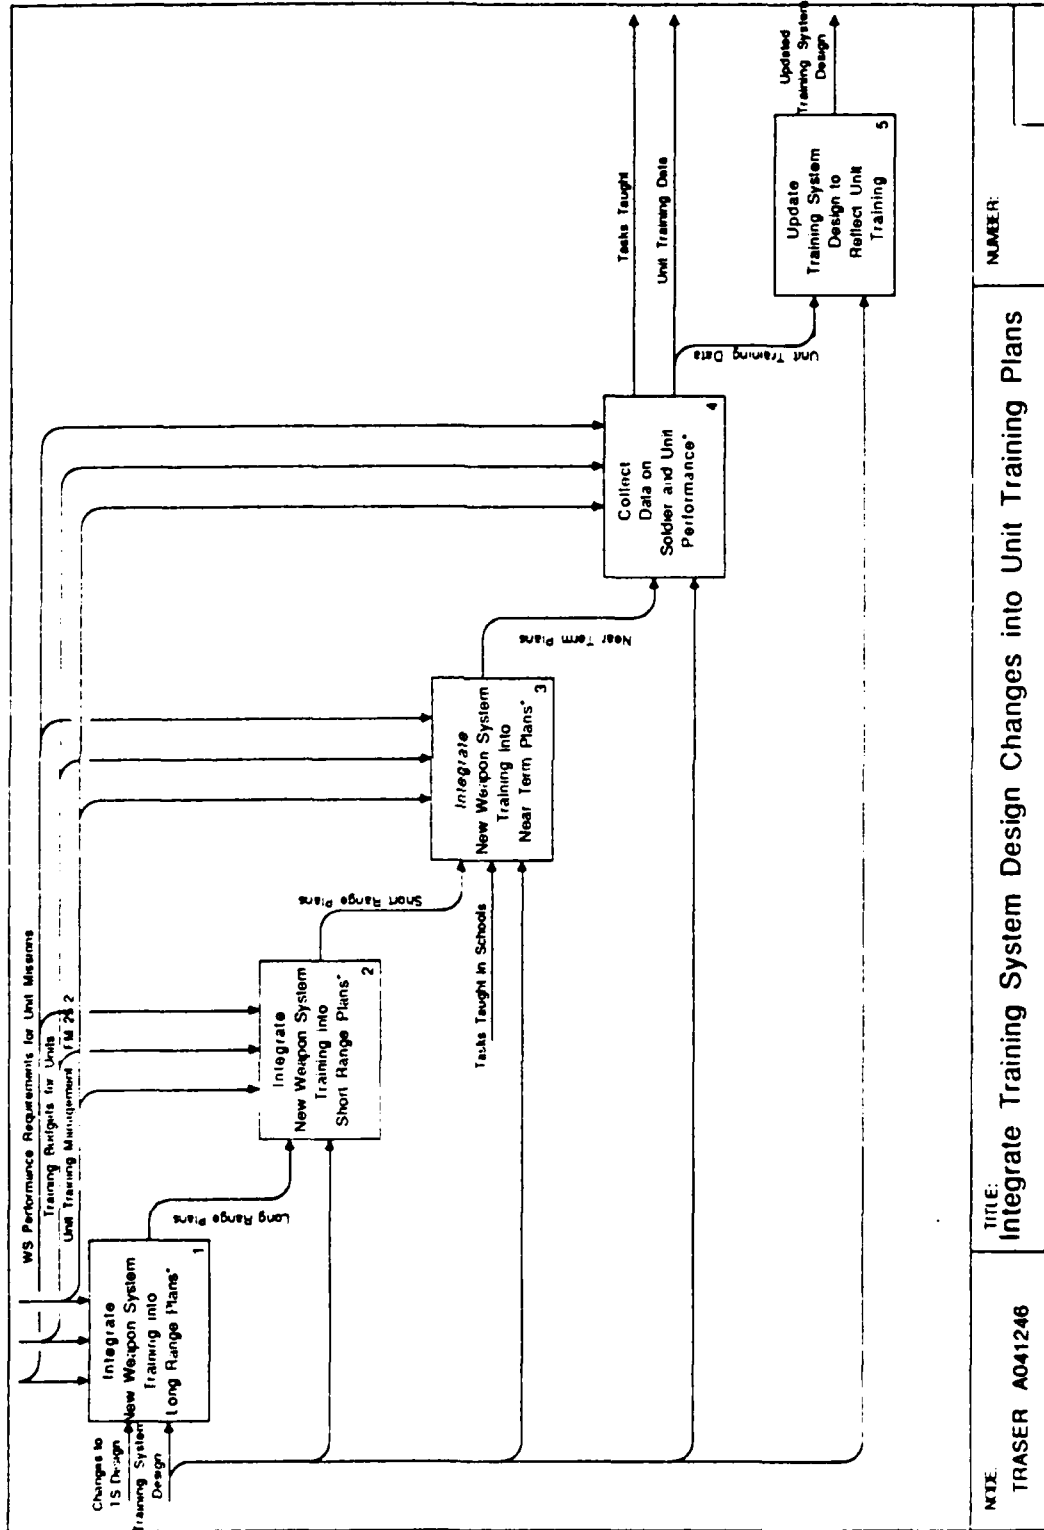 WS Performance Requirements for Unit Missions
Training Budgets for Units
Unit Training Management FM 25 2
Changes to
TS Design
Training System
Design
Integrate
New Weapon System
Training into
Long Range Plans*
1
Long Range Plans
Integrate
New Weapon System
Training into
Short Range Plans*
2
Short Range Plans
Tasks Taught in Schools
Integrate
New Weapon System
Training into
Near Term Plans*
3
Near Term Plans
Collect
Data on
Soldier and Unit
Performance*
4
Tasks Taught
Unit Training Data
Unit Training Data
Update
Training System
Design to
Reflect Unit
Training
5
Updated
Training System
Design
NODE:
TRASER A041246
TITLE:
Integrate Training System Design Changes into Unit Training Plans
NUMBER: